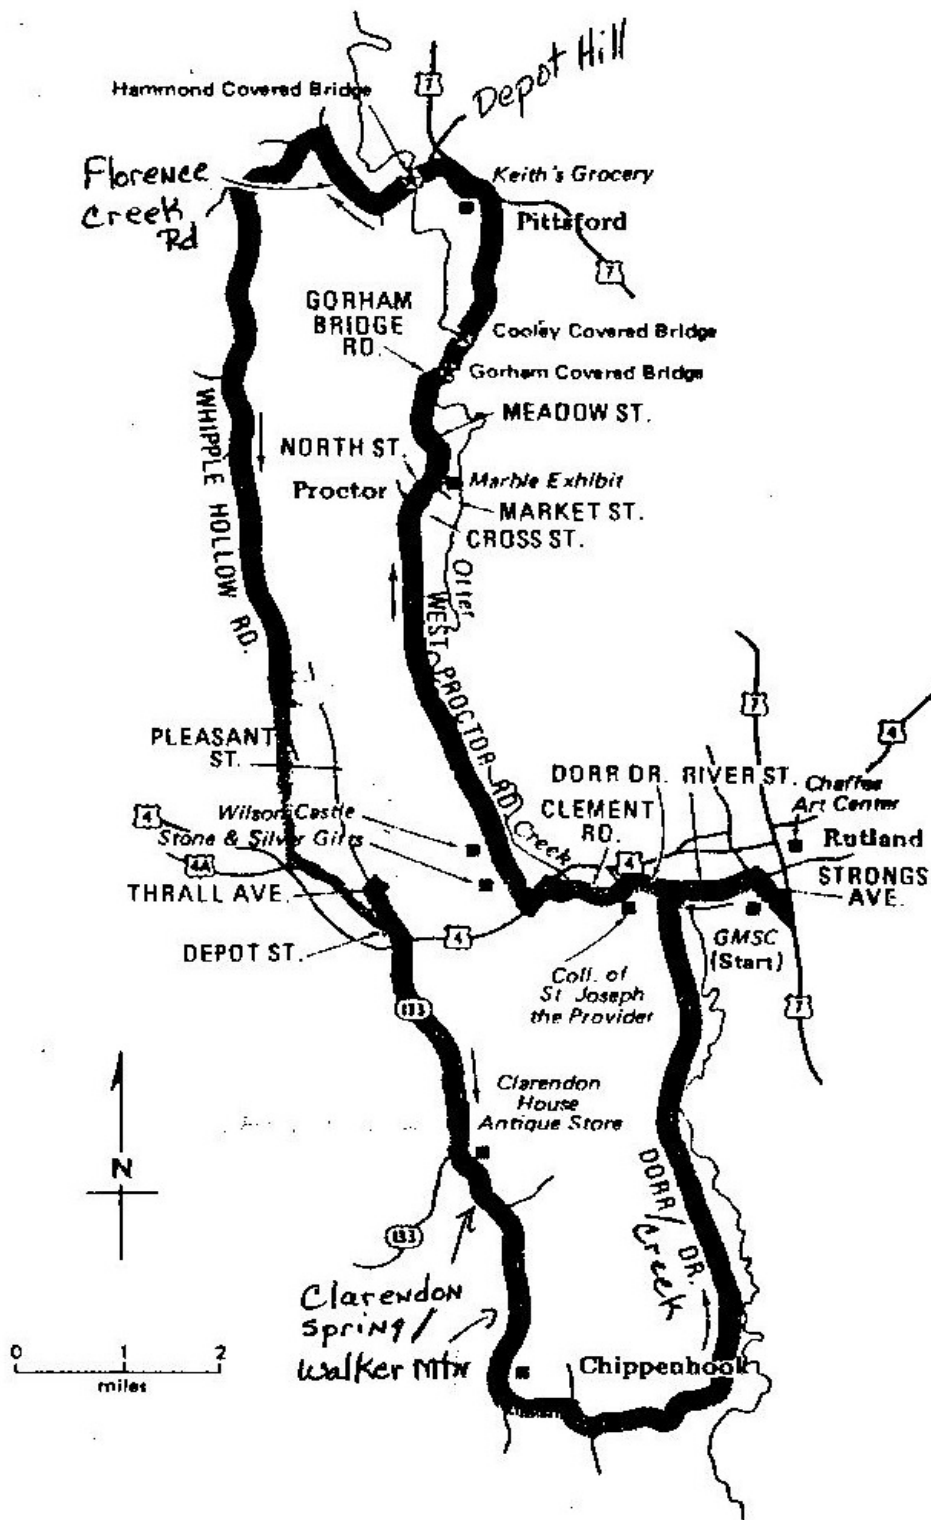 Hammond Covered Bridge
7
Depot Hill
Florence
Creek
Rd
Keith's Grocery
Pittsford
7
GORHAM
BRIDGE
RD.
Cooley Covered Bridge
Gorham Covered Bridge
MEADOW ST.
NORTH ST.
Proctor
Marble Exhibit
MARKET ST.
CROSS ST.
WHIPPLE HOLLOW RD.
Otter
WEST PROCTOR RD.
Creek
7
4
PLEASANT
ST.
DORR DR.
RIVER ST.
Chaffee
Art Center
CLEMENT
RD.
Wilson Castle
Stone & Silver Gifts
4
4A
4
Rutland
STRONGS
AVE.
THRALL AVE.
DEPOT ST.
4
GMSC
(Start)
Coll. of
St. Joseph
the Provider
133
7
Clarendon
House
Antique Store
N
133
DORR DR.
/Creek
Clarendon
Spring/
Walker Mtn
Chippenhook
0 1 2
miles